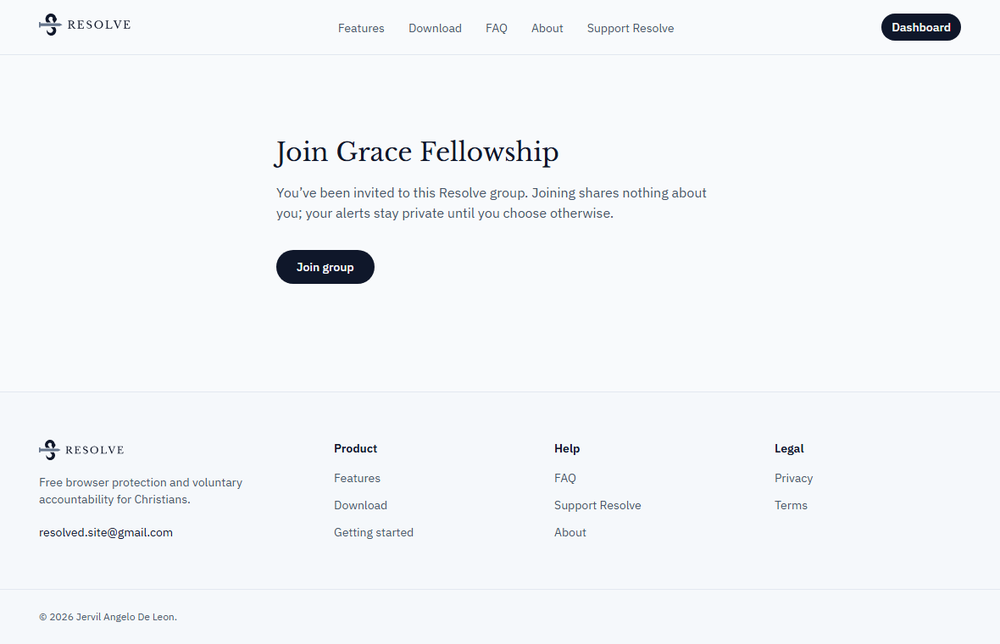 RESOLVE
Features
Download
FAQ
About
Support Resolve
Dashboard
Join Grace Fellowship
You’ve been invited to this Resolve group. Joining shares nothing about
you; your alerts stay private until you choose otherwise.
Join group
RESOLVE
Free browser protection and voluntary
accountability for Christians.
resolved.site@gmail.com
Product
Features
Download
Getting started
Help
FAQ
Support Resolve
About
Legal
Privacy
Terms
© 2026 Jervil Angelo De Leon.